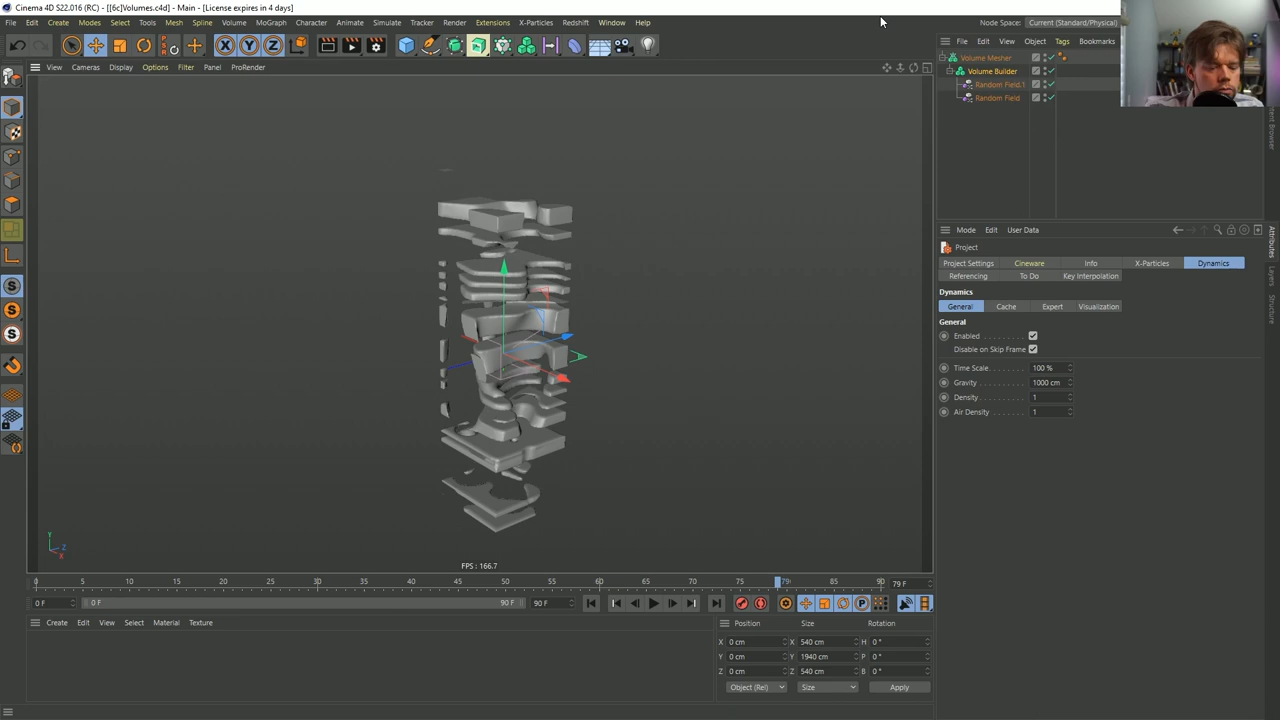 Cinema 4D S22.016 (RC) - [[6c]Volumes.c4d] - Main - [License expires in 4 days]
File Edit Create Modes Select Tools Mesh Spline Volume MoGraph Character Animate Simulate Tracker Render Extensions X-Particles Redshift Window Help Node Space: Current (Standard/Physical)
X Y Z
File Edit View Object Tags Bookmarks
View Cameras Display Options Filter Panel ProRender
Volume Mesher
Volume Builder
Random Field.1
Random Field
Content Browser
Mode Edit User Data
Attributes
Project
Project Settings Cineware Info X-Particles Dynamics
Referencing To Do Key Interpolation
Layers
Dynamics
General Cache Expert Visualization
Structure
General
Enabled
Disable on Skip Frame
Time Scale 100 %
Gravity 1000 cm
Density 1
Air Density 1
S
S
S
Y
Z
X
FPS : 166.7
0 5 10 15 20 25 30 35 40 45 50 55 60 65 70 75 79 85 90 79 F
0 F 0 F 90 F 90 F P
Create Edit View Select Material Texture
Position Size Rotation
X 0 cm X 540 cm H 0 °
Y 0 cm Y 1940 cm P 0 °
Z 0 cm Z 540 cm B 0 °
Object (Rel) Size Apply